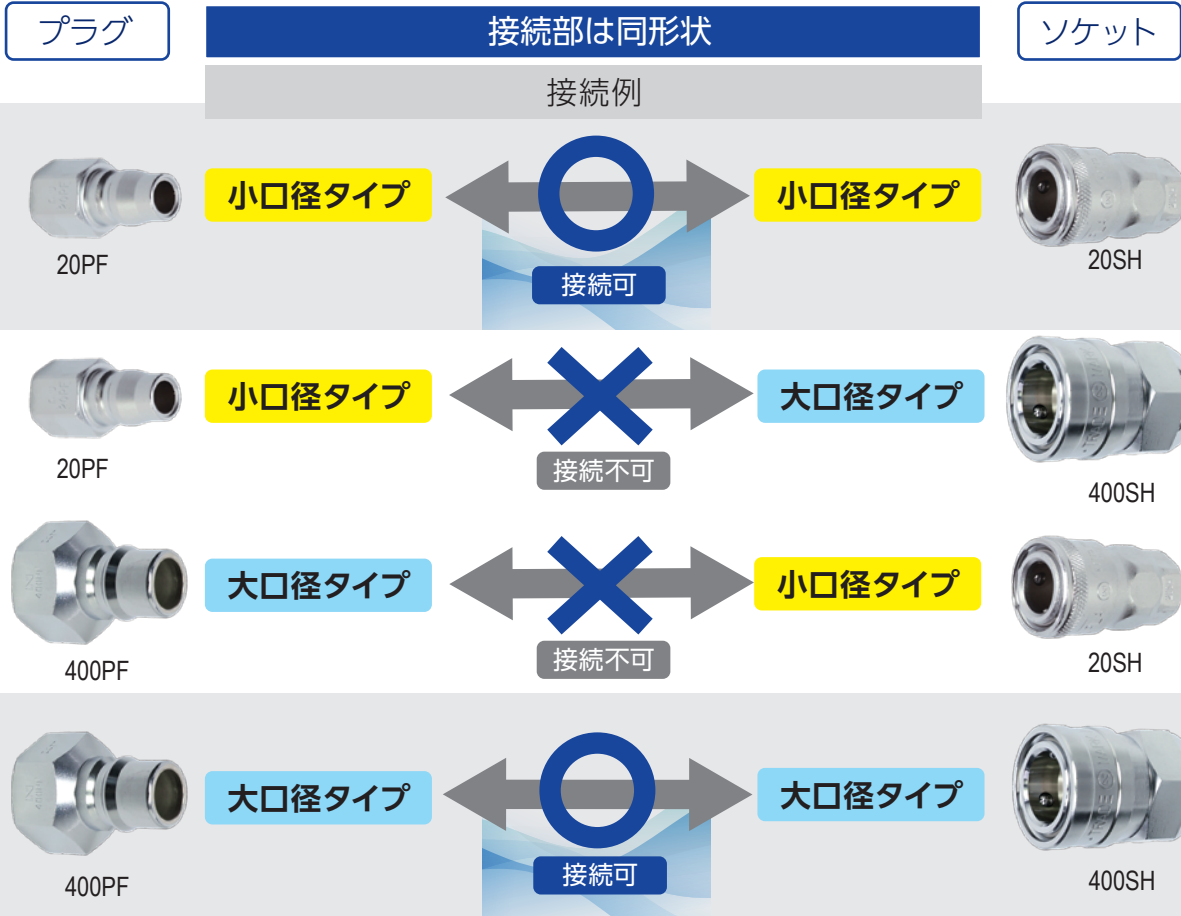 プラグ
接続部は同形状
ソケット
接続例
小口径タイプ
小口径タイプ
20PF
20SH
接続可
小口径タイプ
大口径タイプ
20PF
接続不可
400SH
大口径タイプ
小口径タイプ
400PF
接続不可
20SH
大口径タイプ
大口径タイプ
400PF
接続可
400SH